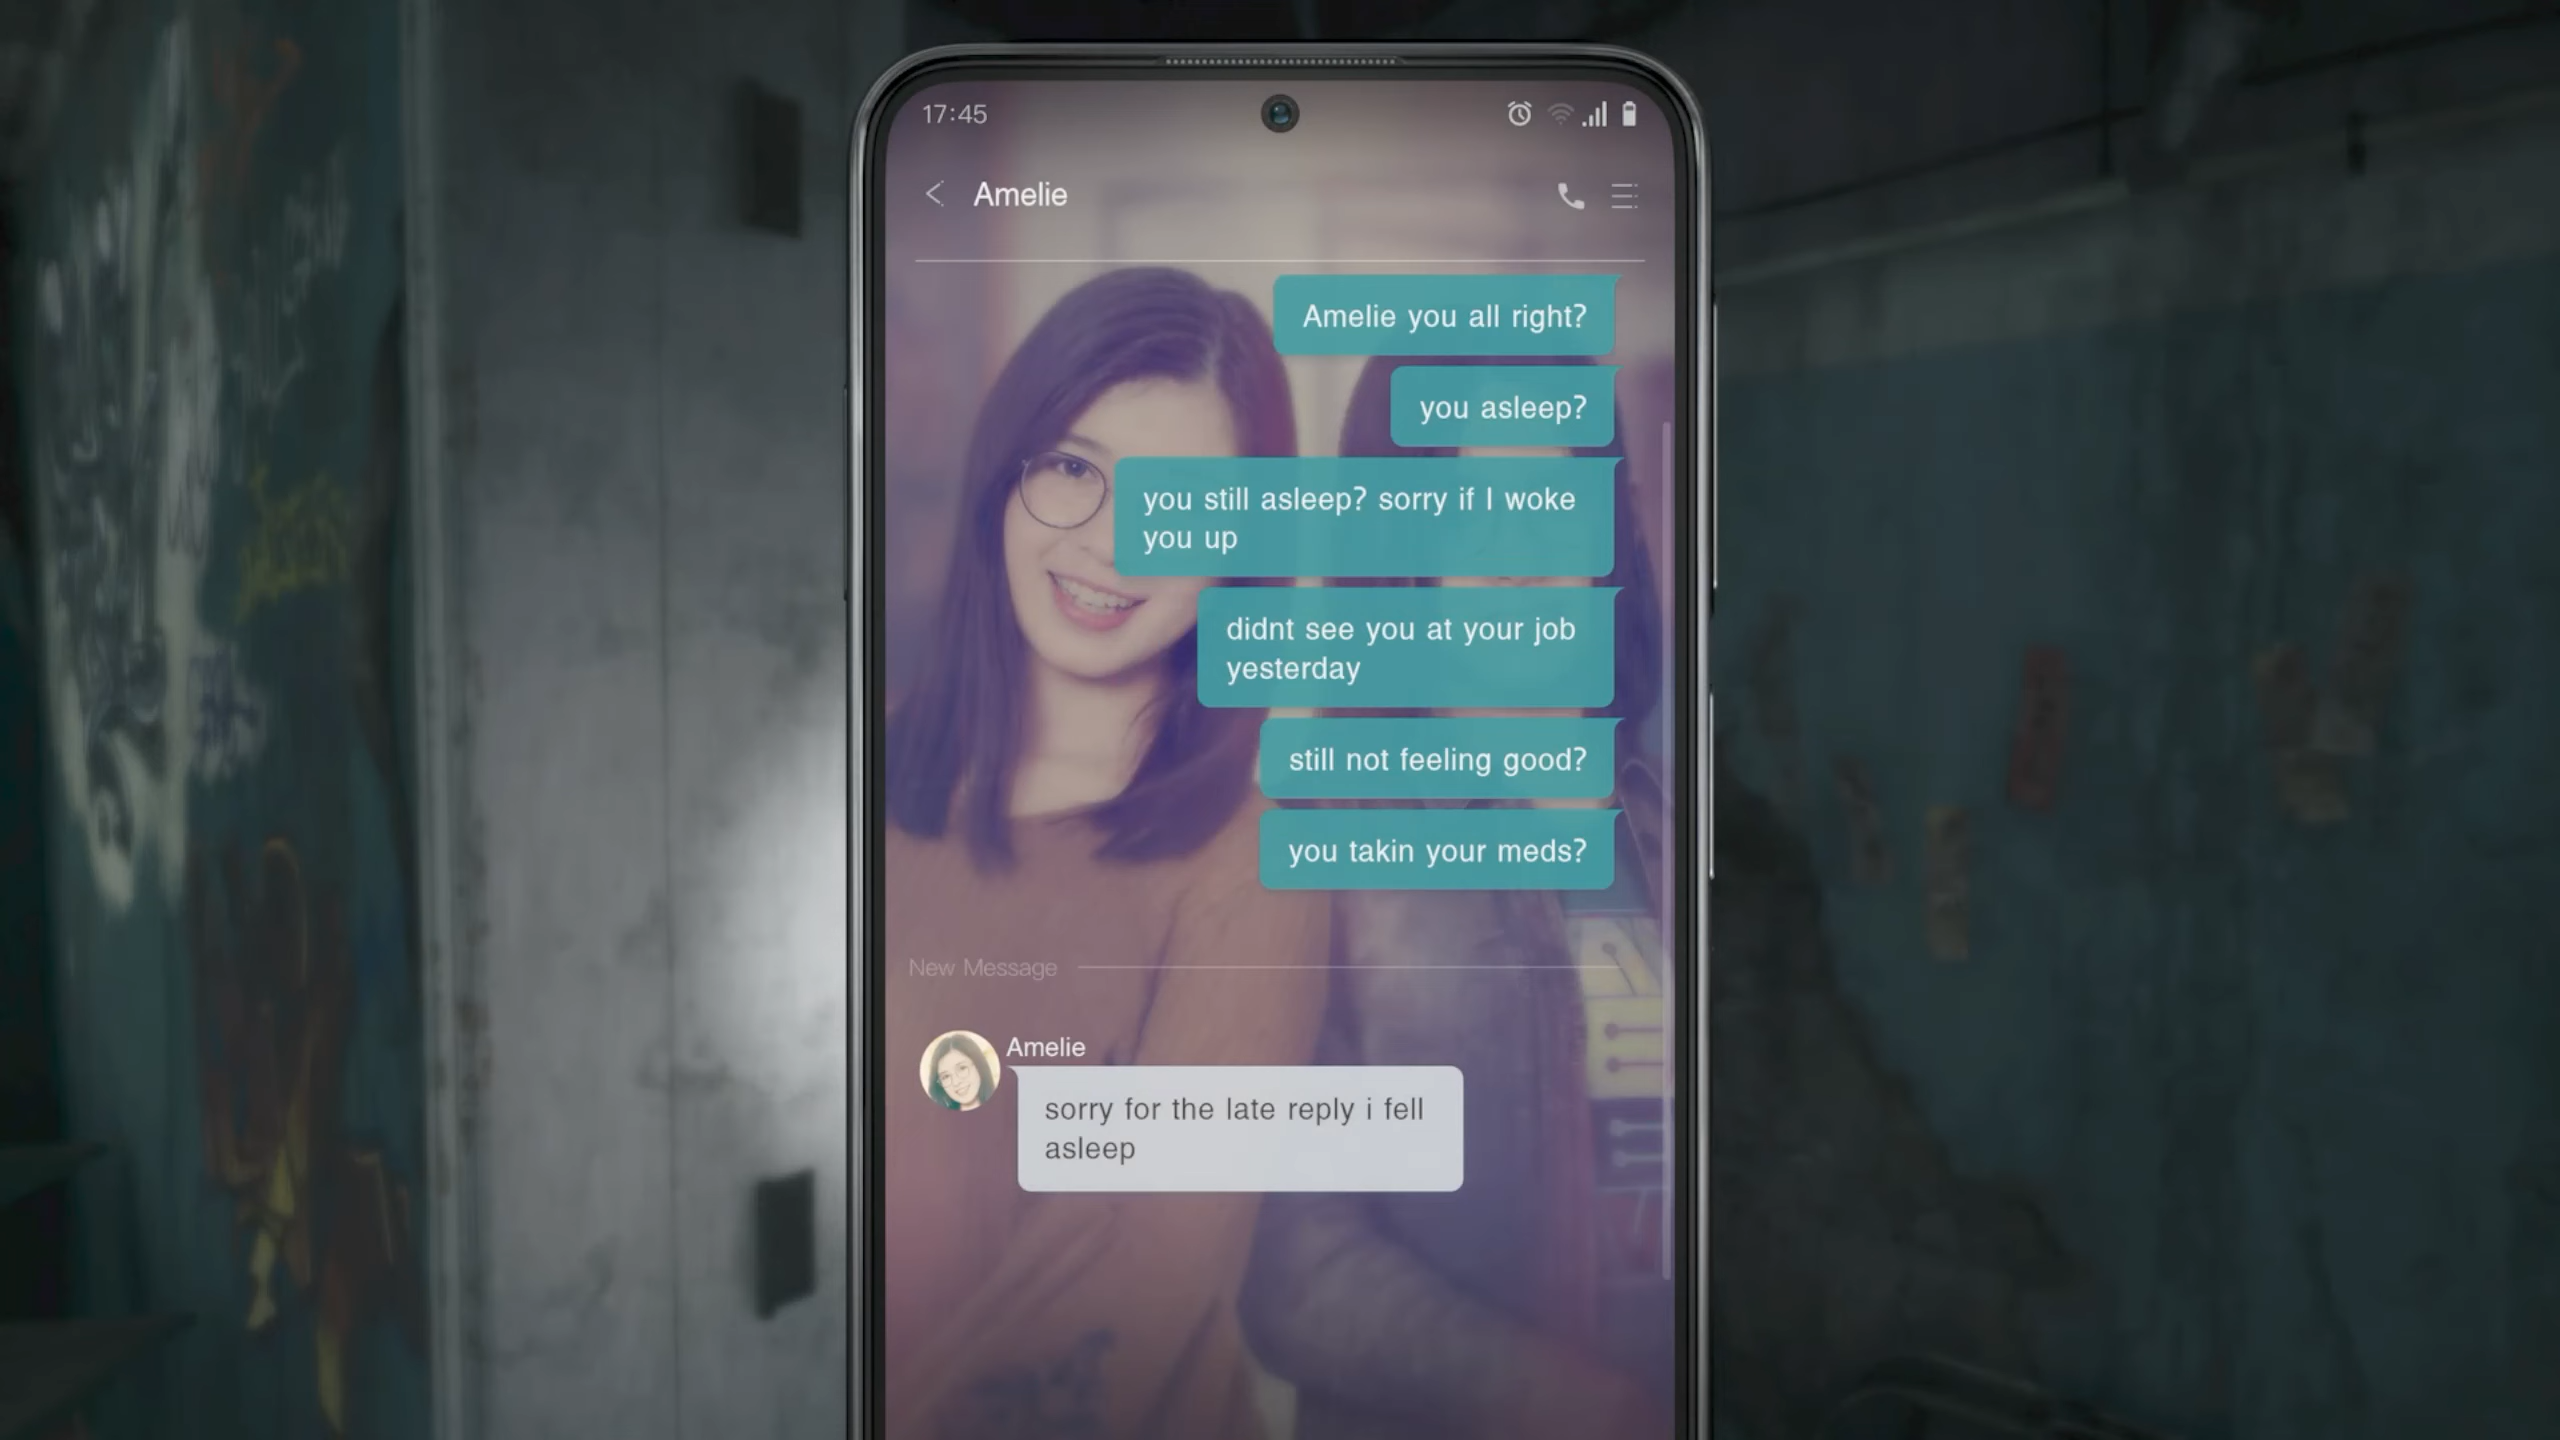 17:45
Amelie
Amelie you all right?
you asleep?
you still asleep? sorry if I woke
you up
didnt see you at your job
yesterday
still not feeling good?
you takin your meds?
New Message
Amelie
sorry for the late reply i fell
asleep